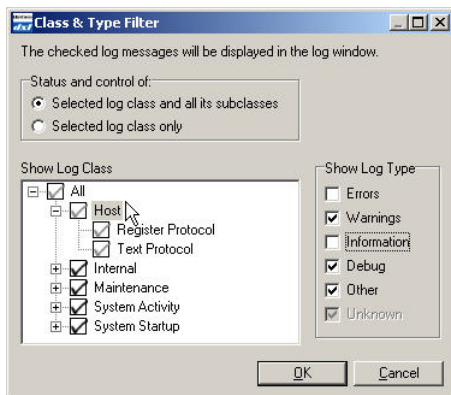 Class & Type Filter
The checked log messages will be displayed in the log window.
Status and control of:
Selected log class and all its subclasses
Selected log class only
Show Log Class
All
Host
Register Protocol
Text Protocol
Internal
Maintenance
System Activity
System Startup
Show Log Type
Errors
Warnings
Information
Debug
Other
Unknown
OK
Cancel